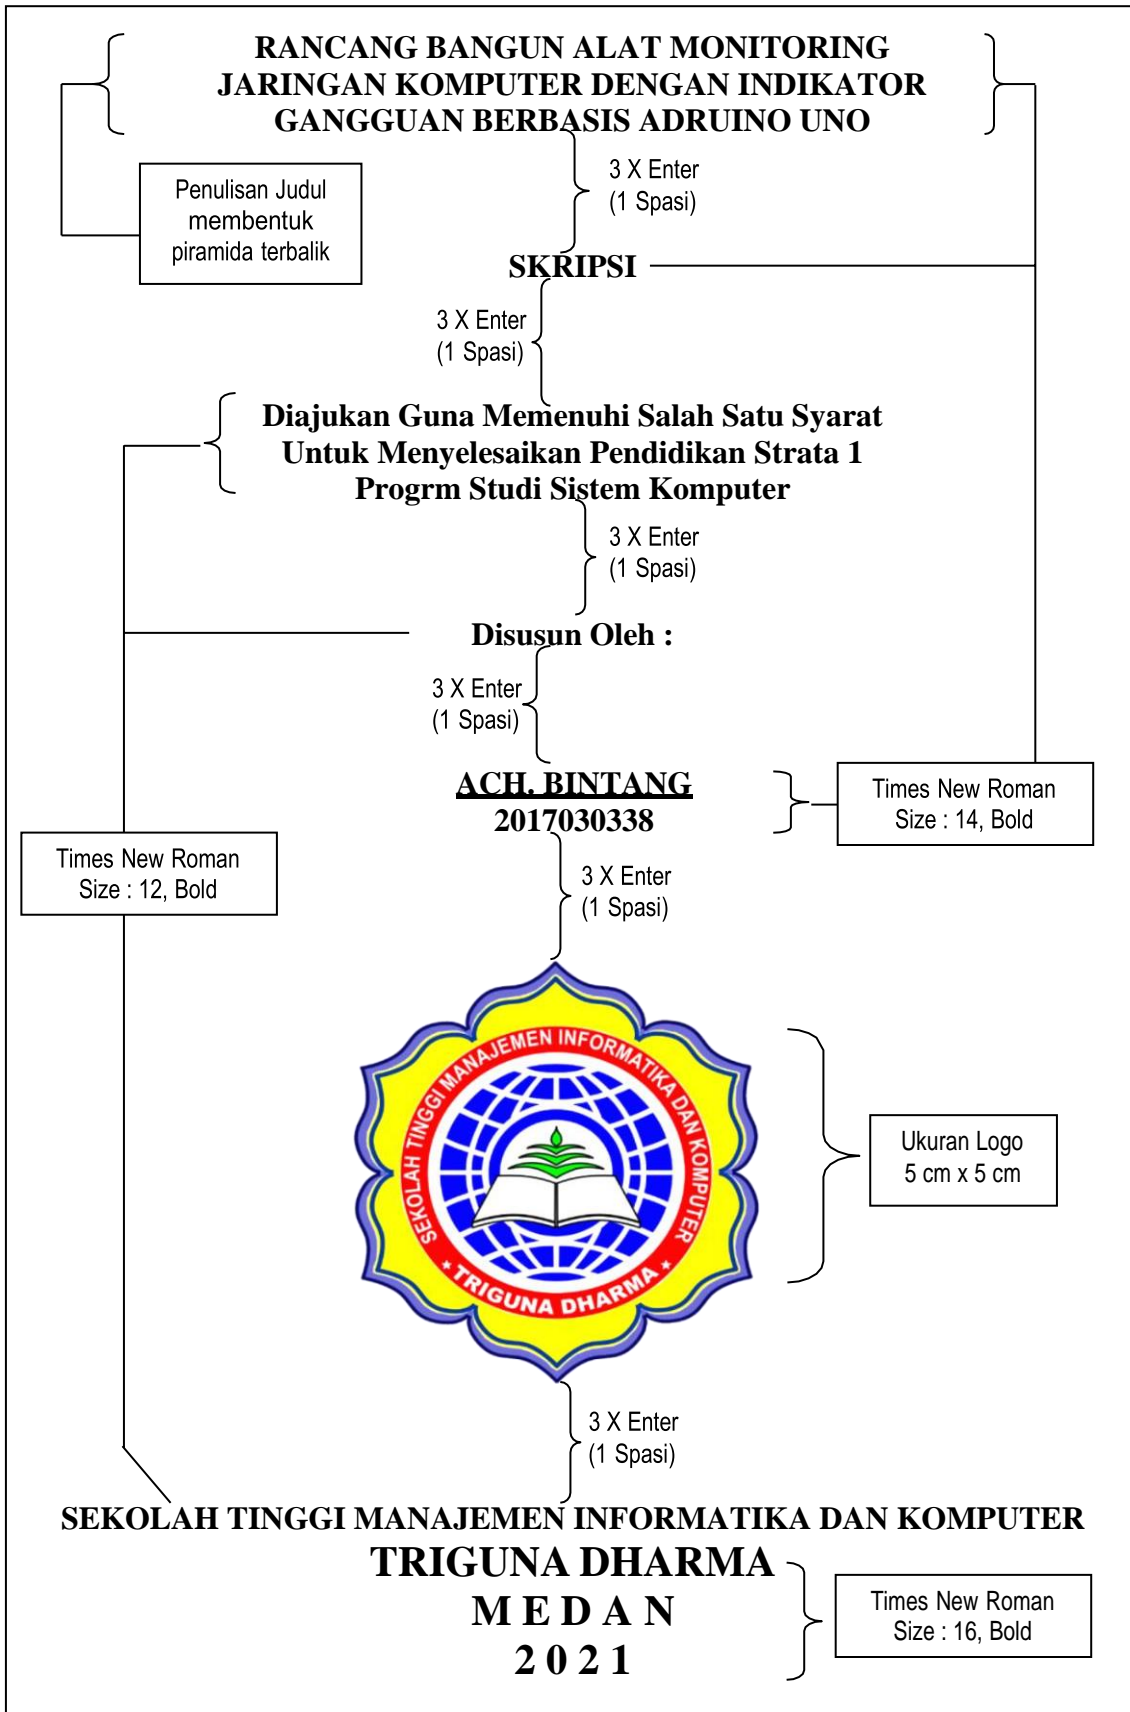 RANCANG BANGUN ALAT MONITORING
JARINGAN KOMPUTER DENGAN INDIKATOR
GANGGUAN BERBASIS ADRUINO UNO
3 X Enter
(1 Spasi)
Penulisan Judul
membentuk
piramida terbalik
SKRIPSI
3 X Enter
(1 Spasi)
Diajukan Guna Memenuhi Salah Satu Syarat
Untuk Menyelesaikan Pendidikan Strata 1
Progrm Studi Sistem Komputer
3 X Enter
(1 Spasi)
Disusun Oleh :
3 X Enter
(1 Spasi)
ACH. BINTANG
2017030338
Times New Roman
Size : 14, Bold
Times New Roman
Size : 12, Bold
3 X Enter
(1 Spasi)
SEKOLAH TINGGI MANAJEMEN INFORMATIKA DAN KOMPUTER
TRIGUNA DHARMA
Ukuran Logo
5 cm x 5 cm
3 X Enter
(1 Spasi)
SEKOLAH TINGGI MANAJEMEN INFORMATIKA DAN KOMPUTER
TRIGUNA DHARMA
M E D A N
2 0 2 1
Times New Roman
Size : 16, Bold